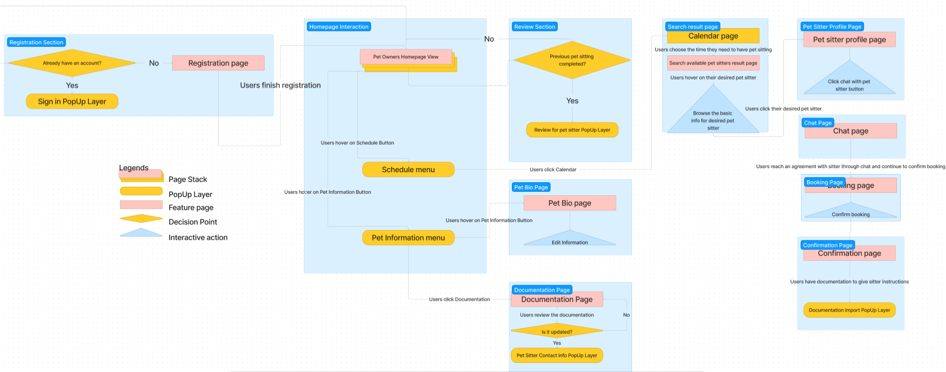 Registration Section
Already have an account?
No
Registration page
Yes
Sign in PopUp Layer
Users finish registration
Legends
Page Stack
PopUp Layer
Feature page
Decision Point
Interactive action
Homepage Interaction
Pet Owners Homepage View
Users hover on Schedule Button
Schedule menu
Users hover on Pet Information Button
Pet Information menu
Users click Documentation
Users click Calendar
Users hover on Pet Information Button
No
Review Section
Previous pet sitting
completed?
Yes
Review for pet sitter PopUp Layer
Pet Bio Page
Pet Bio page
Edit Information
Documentation Page
Documentation Page
Users review the documentation
No
Is it updated?
Yes
Pet Sitter Contact info PopUp Layer
Search result page
Calendar page
Users choose the time they need to have pet sitting
Search available pet sitters result page
Users hover on their desired pet sitter
Browse the basic
info for desired pet
sitter
Users click their desired pet sitter
Pet Sitter Profile Page
Pet sitter profile page
Click chat with pet
sitter button
Chat Page
Chat page
Users reach an agreement with sitter through chat and continue to confirm booking
Booking Page
Booking page
Confirm booking
Confirmation Page
Confirmation page
Users have documentation to give sitter instructions
Documentation import PopUp Layer